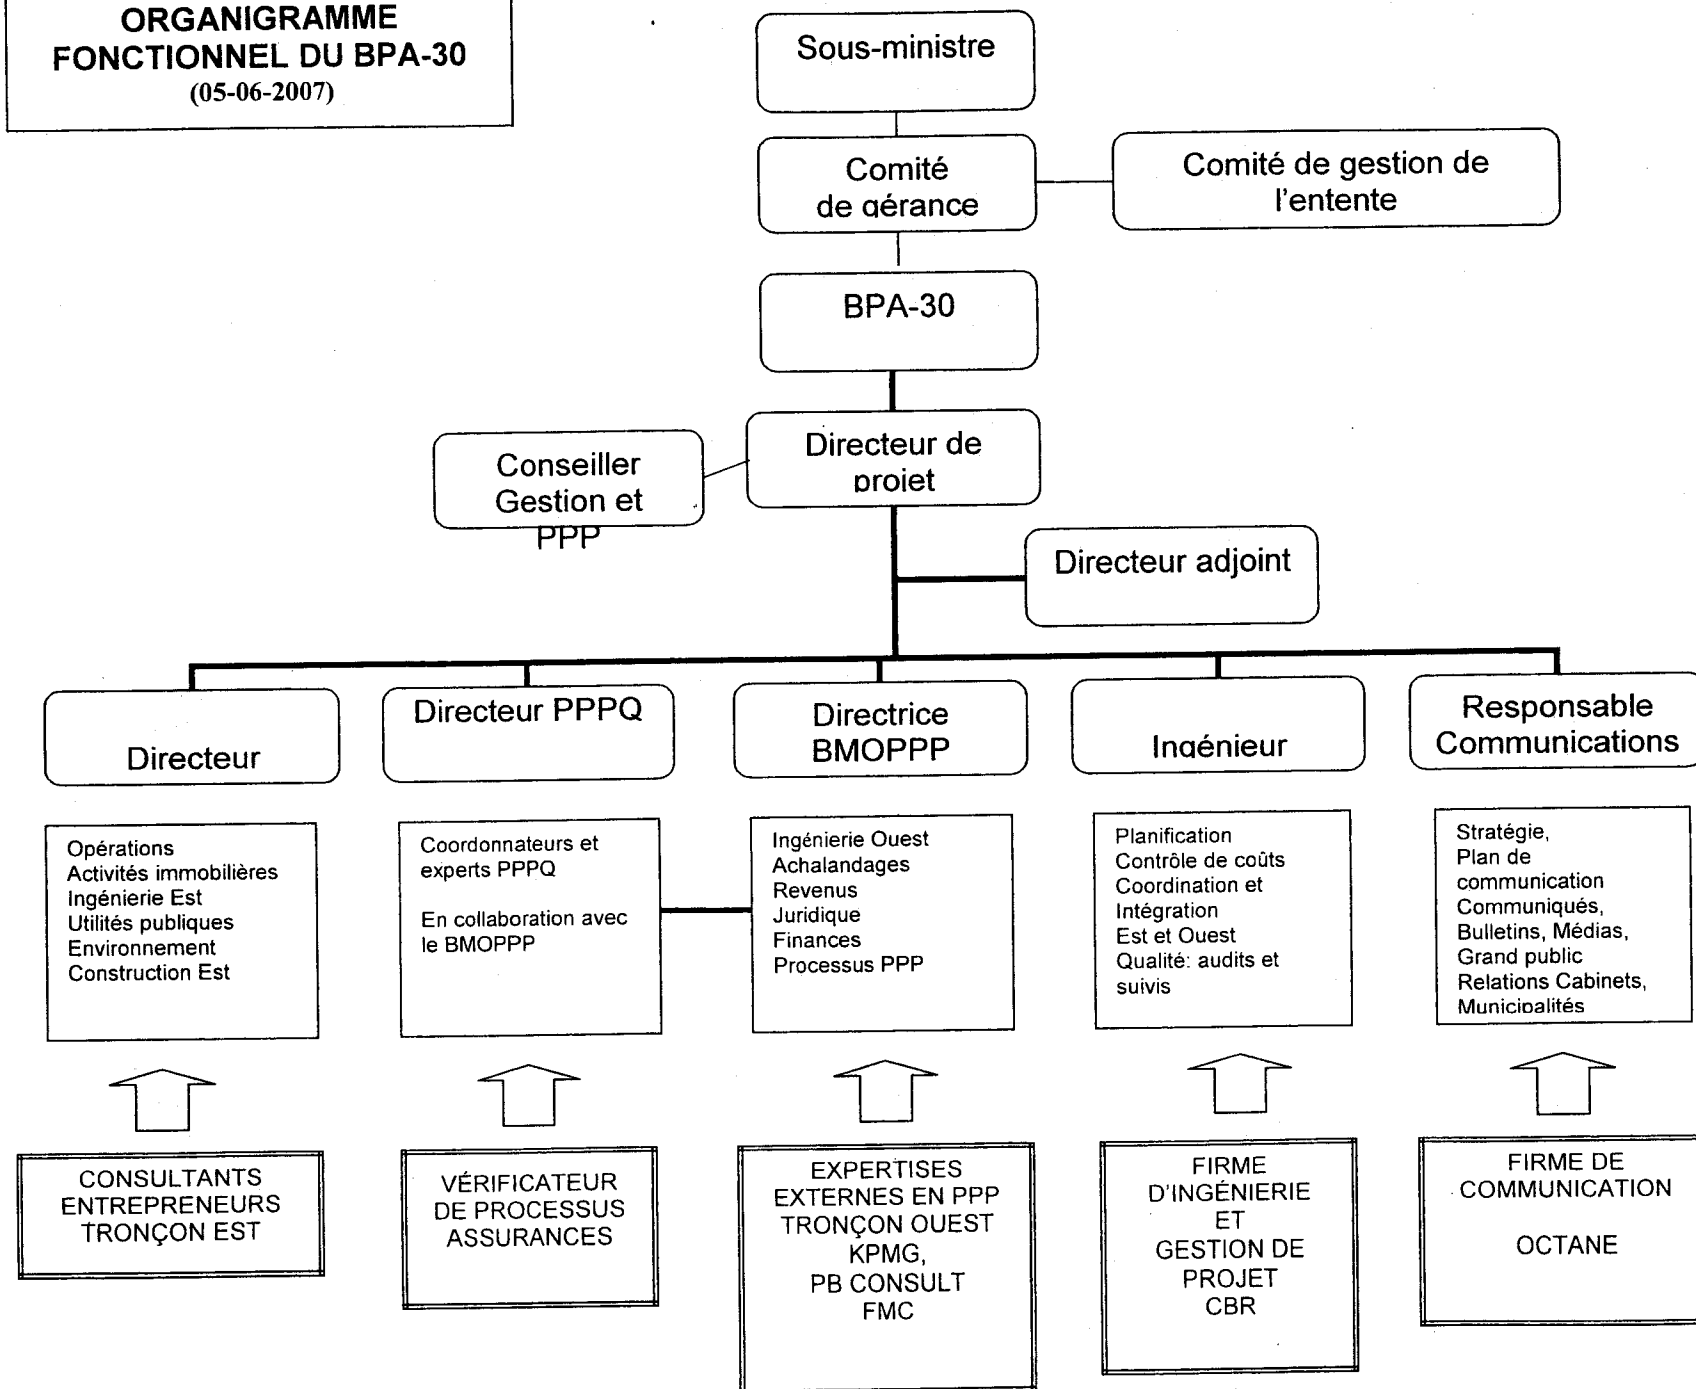 ORGANIGRAMME
FONCTIONNEL DU BPA-30
(05-06-2007)
Sous-ministre
Comité
de gérance
Comité de gestion de
l'entente
BPA-30
Directeur de
projet
Conseiller
Gestion et
PPP
Directeur adjoint
Directeur
Directeur PPPQ
Directrice
BMOPPP
Ingénieur
Responsable
Communications
Opérations
Activités immobilières
Ingénierie Est
Utilités publiques
Environnement
Construction Est
Coordonnateurs et
experts PPPQ
En collaboration avec
le BMOPPP
Ingénierie Ouest
Achalandages
Revenus
Juridique
Finances
Processus PPP
Planification
Contrôle de coûts
Coordination et
Intégration
Est et Ouest
Qualité: audits et
suivis
Stratégie,
Plan de
communication
Communiqués,
Bulletins, Médias,
Grand public
Relations Cabinets,
Municipalités
CONSULTANTS
ENTREPRENEURS
TRONÇON EST
VÉRIFICATEUR
DE PROCESSUS
ASSURANCES
EXPERTISES
EXTERNES EN PPP
TRONÇON OUEST
KPMG,
PB CONSULT
FMC
FIRME
D'INGÉNIERIE
ET
GESTION DE
PROJET
CBR
FIRME DE
COMMUNICATION
OCTANE